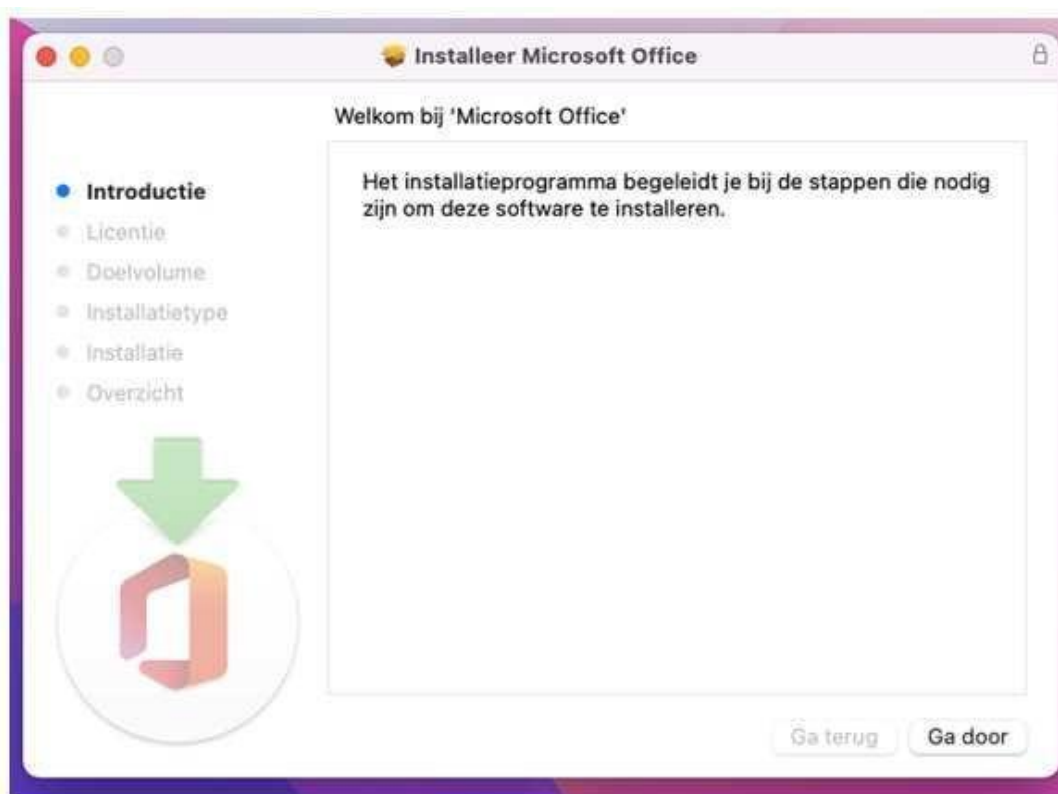 Installeer Microsoft Office
Welkom bij 'Microsoft Office'
Introductie
Licentie
Doelvolume
Installatietype
Installatie
Overzicht
Het installatieprogramma begeleidt je bij de stappen die nodig
zijn om deze software te installeren.
Ga terug
Ga door